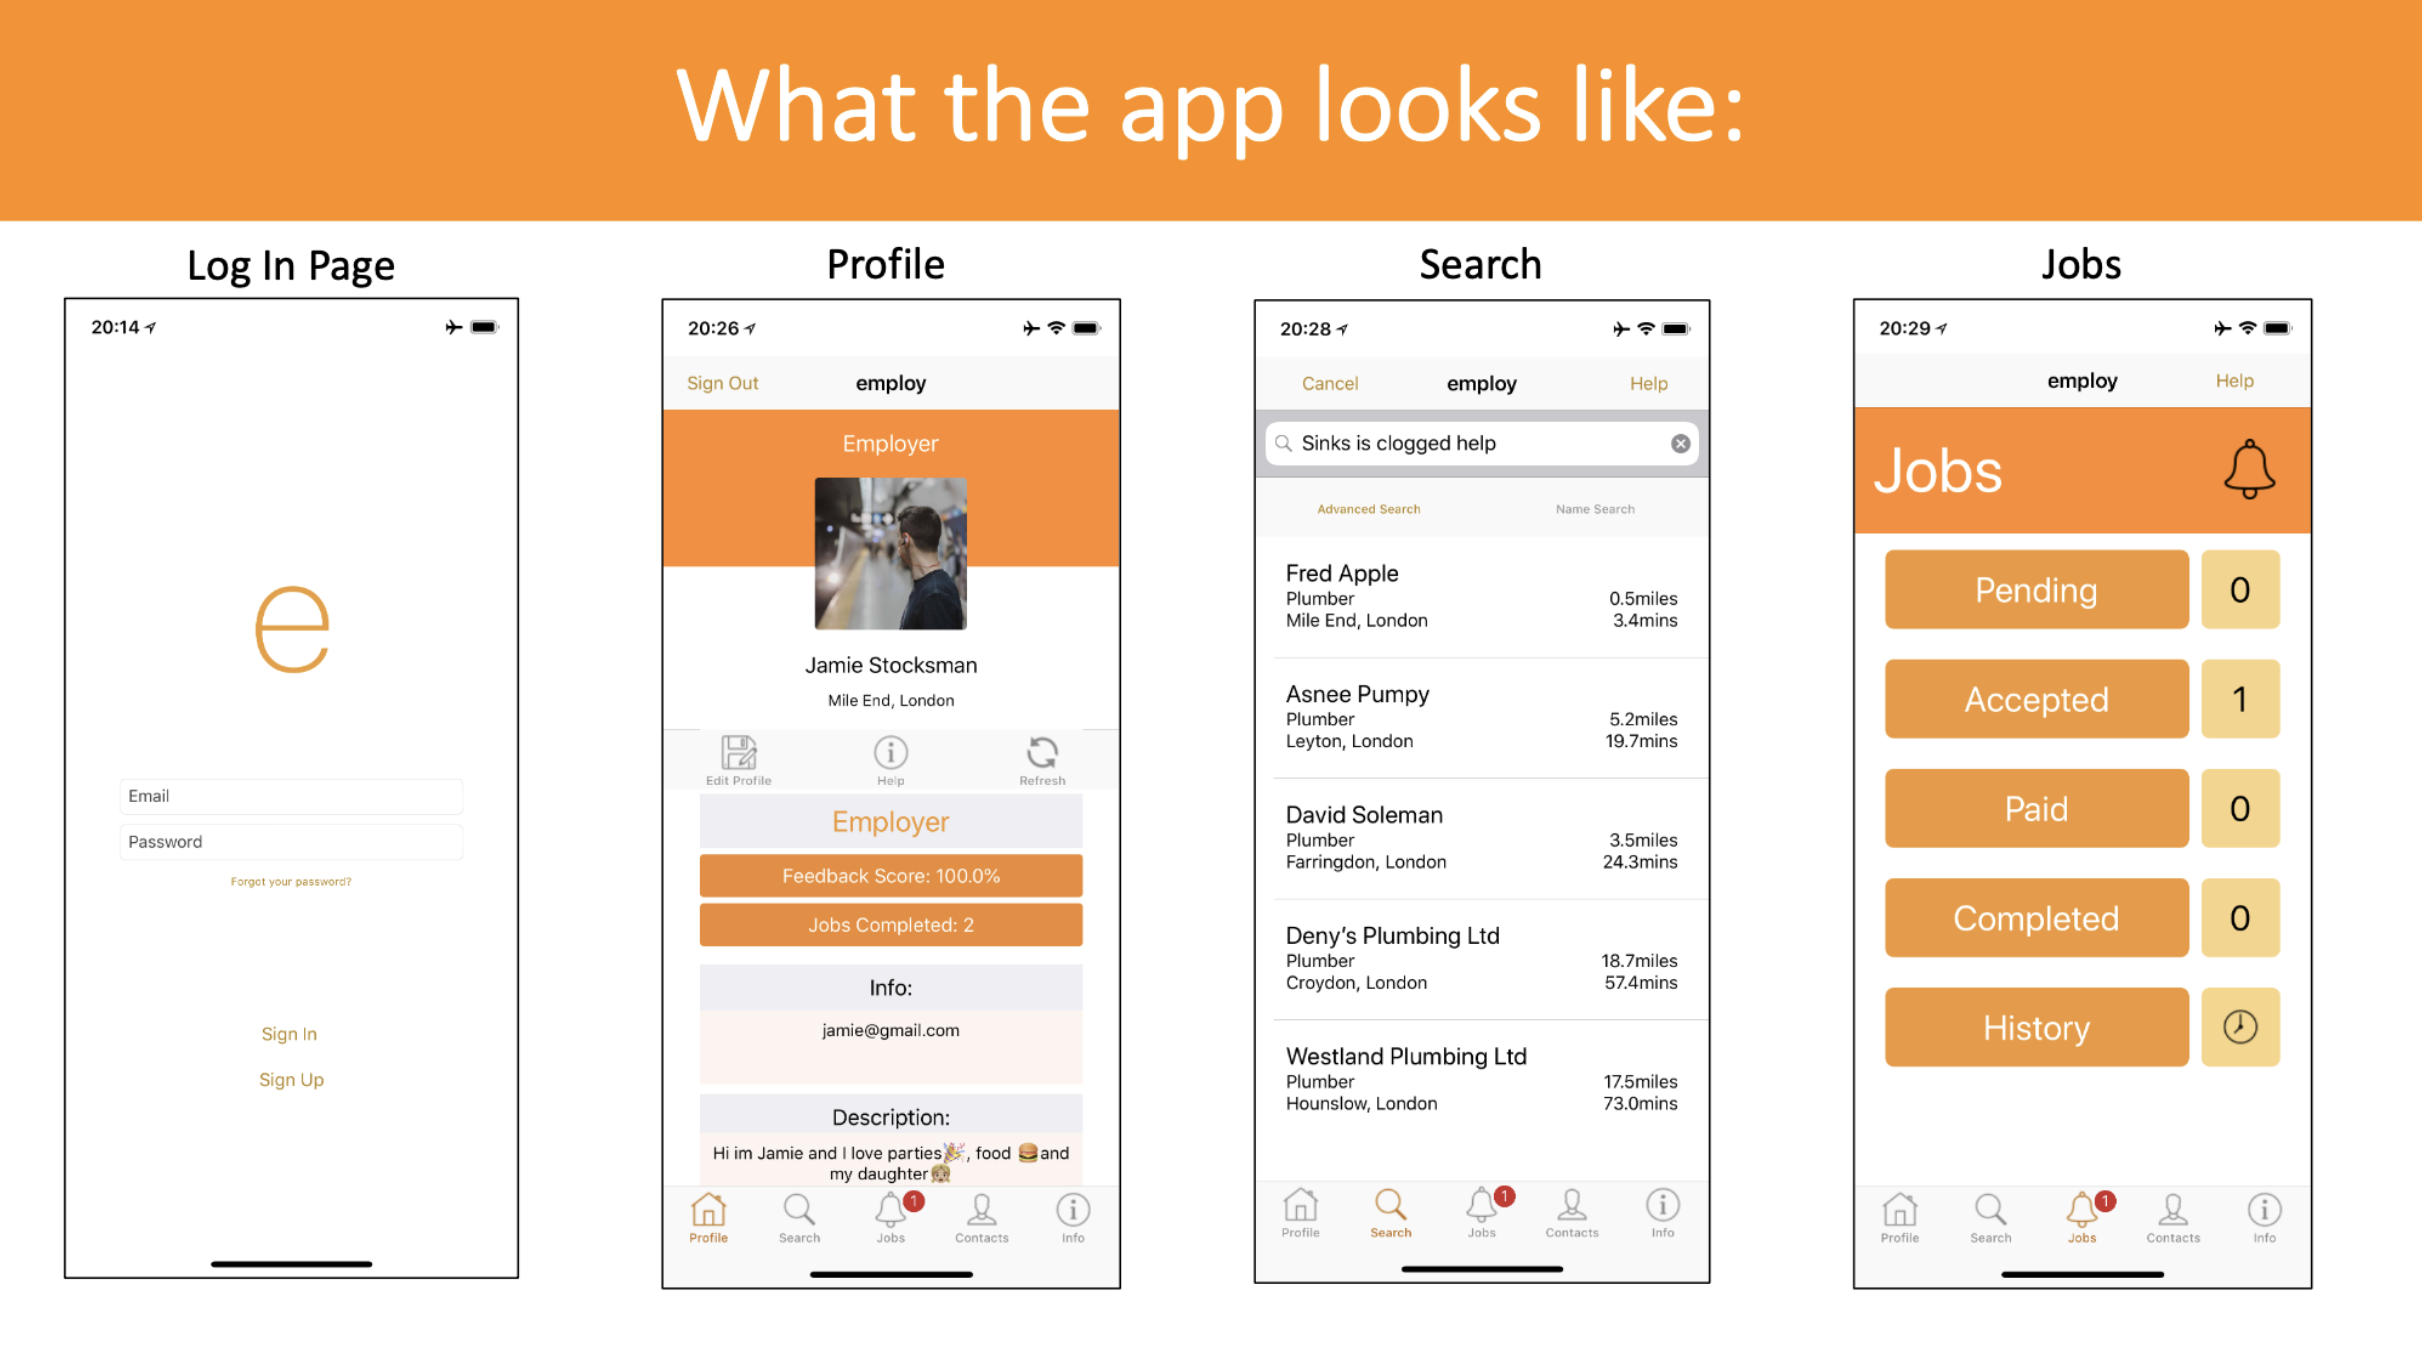 What the app looks like:
Log In Page
20:14
e
Email
Password
Forgot your password?
Sign In
Sign Up
Profile
20:26
Sign Out employ
Employer
Jamie Stocksman
Mile End, London
Edit Profile Help Refresh
Employer
Feedback Score: 100.0%
Jobs Completed: 2
Info:
jamie@gmail.com
Description:
Hi im Jamie and I love parties🎉, food 🍔and
my daughter👧🏼
1
Profile Search Jobs Contacts Info
Search
20:28
Cancel employ Help
Sinks is clogged help
Advanced Search Name Search
Fred Apple
Plumber 0.5miles
Mile End, London 3.4mins
Asnee Pumpy
Plumber 5.2miles
Leyton, London 19.7mins
David Soleman
Plumber 3.5miles
Farringdon, London 24.3mins
Deny's Plumbing Ltd
Plumber 18.7miles
Croydon, London 57.4mins
Westland Plumbing Ltd
Plumber 17.5miles
Hounslow, London 73.0mins
1
Profile Search Jobs Contacts Info
Jobs
20:29
employ Help
Jobs
Pending 0
Accepted 1
Paid 0
Completed 0
History
1
Profile Search Jobs Contacts Info